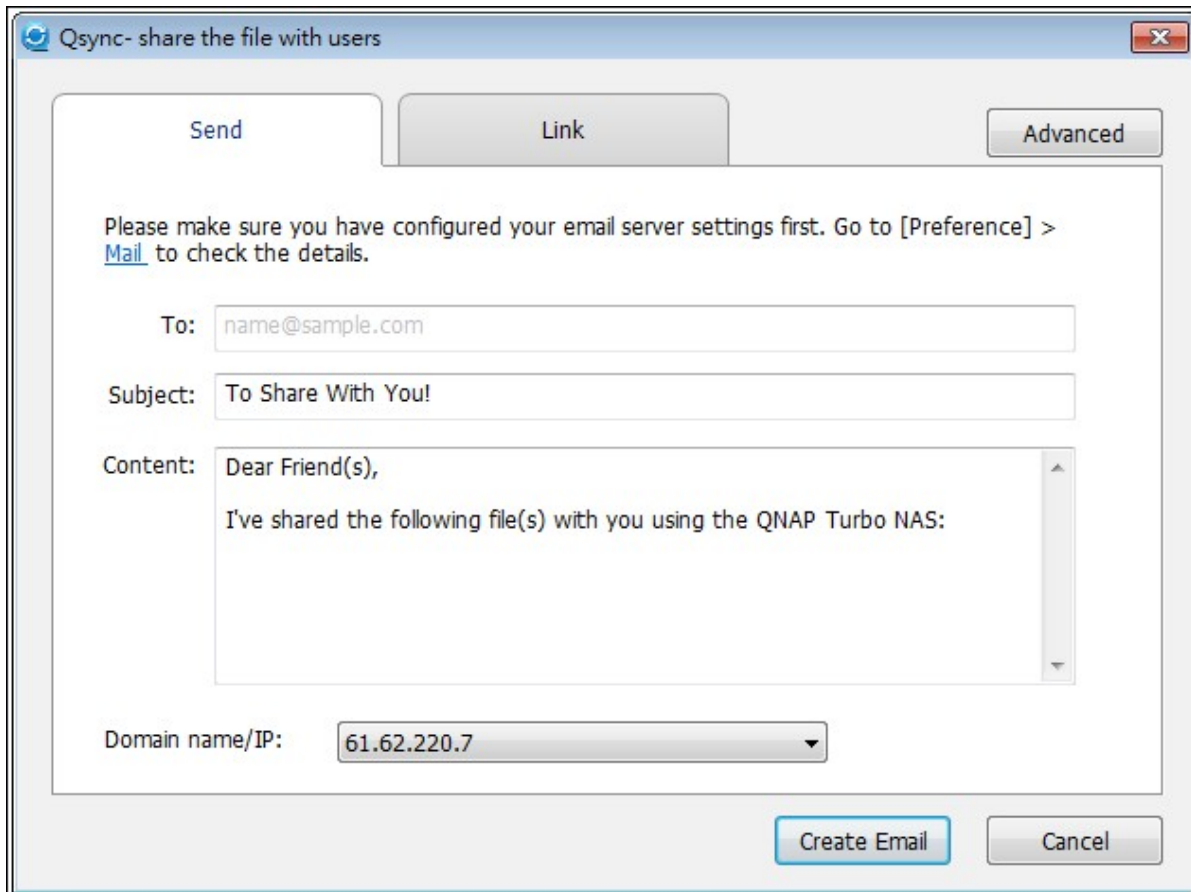 Qsync- share the file with users
Send
Link
Advanced
Please make sure you have configured your email server settings first. Go to [Preference] >
Mail to check the details.
To: name@sample.com
Subject: To Share With You!
Content: Dear Friend(s),
I've shared the following file(s) with you using the QNAP Turbo NAS:
Domain name/IP: 61.62.220.7
Create Email
Cancel